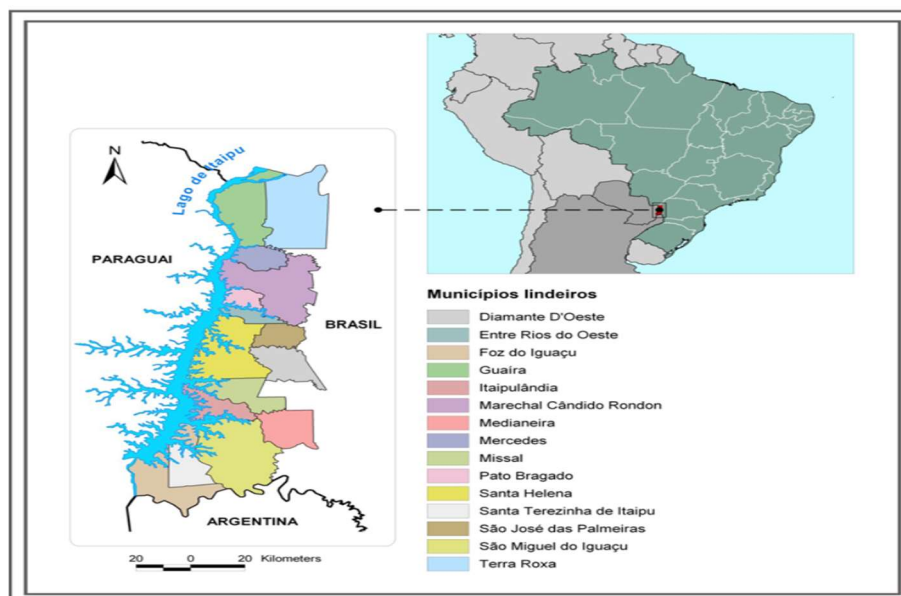 N
Lago de Itaipu
PARAGUAI
BRASIL
ARGENTINA
20 0 20 Kilometers
Municípios lindeiros
Diamante D'Oeste
Entre Rios do Oeste
Foz do Iguaçu
Guaíra
Itaipulândia
Marechal Cândido Rondon
Medianeira
Mercedes
Missal
Pato Bragado
Santa Helena
Santa Terezinha de Itaipu
São José das Palmeiras
São Miguel do Iguaçu
Terra Roxa